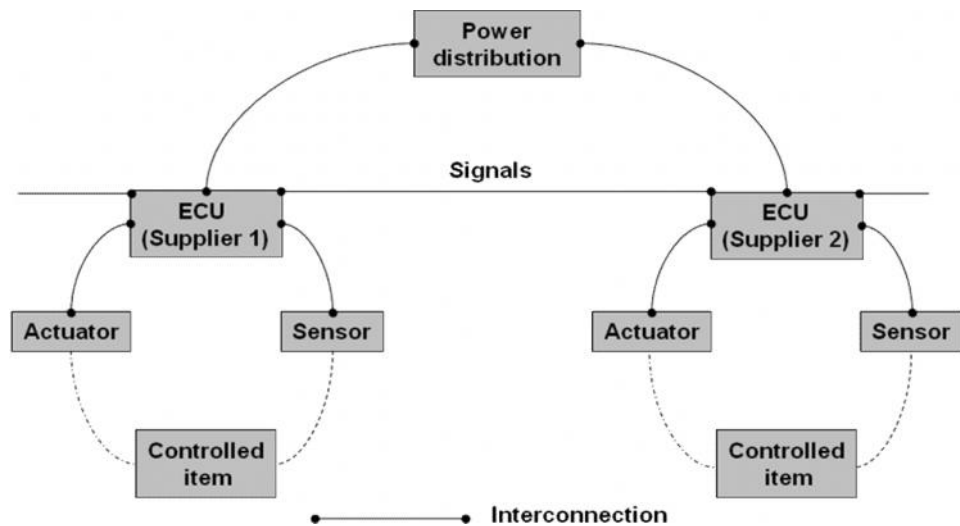 Power
distribution
Signals
ECU
(Supplier 1)
ECU
(Supplier 2)
Actuator
Sensor
Actuator
Sensor
Controlled
item
Controlled
item
Interconnection